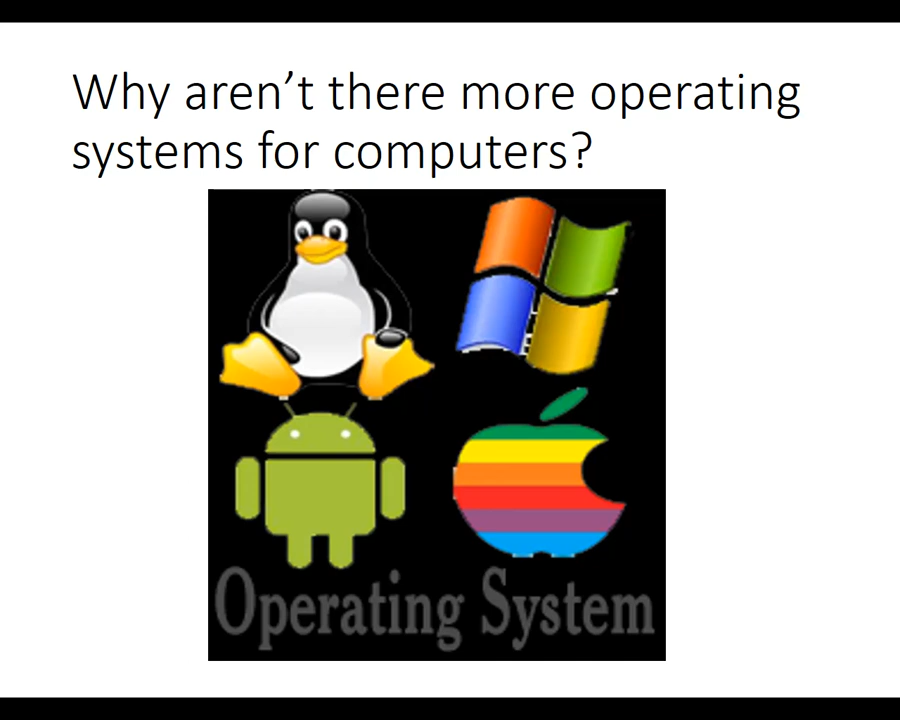 Why aren’t there more operating
systems for computers?
Operating System